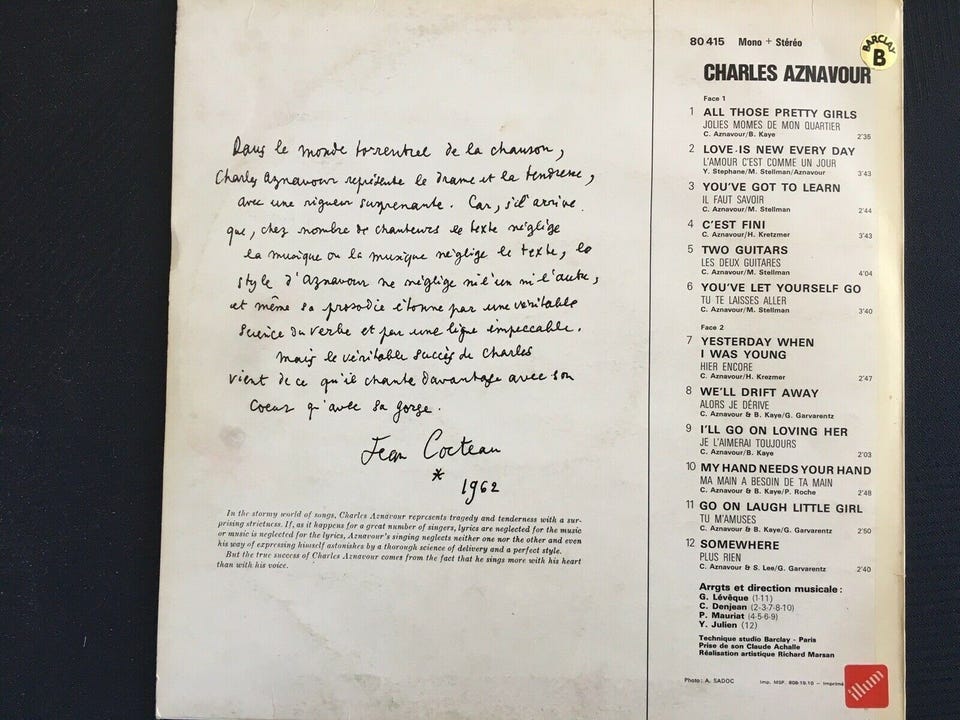 Dans le monde torrentiel de la chanson,
Charles Aznavour représente le drame et la tendresse,
avec une rigueur surprenante. Car, s'il arrive
que, chez nombre de chanteurs le texte néglige
la musique ou la musique néglige le texte, le
style d'Aznavour ne néglige ni l'un ni l'autre,
et même sa prosodie étonne par une véritable
science du verbe et par une ligne impeccable.
Mais le véritable succès de Charles
vient de ce qu'il chante davantage avec son
coeur qu'avec sa gorge.
Jean Cocteau
*
1962
In the stormy world of songs, Charles Aznavour represents tragedy and tenderness with a sur-
prising strictness. If, as it happens for a great number of singers, lyrics are neglected for the music
or music is neglected for the lyrics, Aznavour's singing neglects neither one nor the other and even
his way of expressing himself astonishes by a thorough science of delivery and a perfect style.
But the true success of Charles Aznavour comes from the fact that he sings more with his heart
than with his voice.
80 415 Mono + Stéréo
BARCLAY
B
CHARLES AZNAVOUR
Face 1
1 ALL THOSE PRETTY GIRLS
JOLIES MOMES DE MON QUARTIER
C. Aznavour/B. Kaye 2'35
2 LOVE IS NEW EVERY DAY
L'AMOUR C'EST COMME UN JOUR
Y. Stephane/M. Stellman/Aznavour 3'43
3 YOU'VE GOT TO LEARN
IL FAUT SAVOIR
C. Aznavour/M. Stellman 2'44
4 C'EST FINI
C. Aznavour/H. Kretzmer 3'43
5 TWO GUITARS
LES DEUX GUITARES
C. Aznavour/M. Stellman 4'04
6 YOU'VE LET YOURSELF GO
TU TE LAISSES ALLER
C. Aznavour/M. Stellman 3'40
Face 2
7 YESTERDAY WHEN
I WAS YOUNG
HIER ENCORE
C. Aznavour/H. Krezmer 2'47
8 WE'LL DRIFT AWAY
ALORS JE DÉRIVE
C. Aznavour & B. Kaye/G. Garvarentz
9 I'LL GO ON LOVING HER
JE L'AIMERAI TOUJOURS
C. Aznavour/B. Kaye 2'03
10 MY HAND NEEDS YOUR HAND
MA MAIN A BESOIN DE TA MAIN
C. Aznavour & B. Kaye/P. Roche 2'48
11 GO ON LAUGH LITTLE GIRL
TU M'AMUSES
C. Aznavour & B. Kaye/G. Garvarentz 2'50
12 SOMEWHERE
PLUS RIEN
C. Aznavour & S. Lee/G. Garvarentz 2'40
Arrgts et direction musicale :
G. Lévêque (1-11)
C. Denjean (2-3-7-8-10)
P. Mauriat (4-5-6-9)
Y. Julien (12)
Technique studio Barclay - Paris
Prise de son Claude Achalle
Réalisation artistique Richard Marsan
Photo : A. SADOC Imp. MSP. 808-19.10 - Imprimé
illum